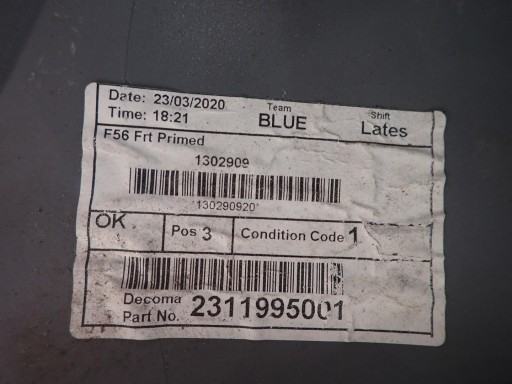 Date: 23/03/2020
Time: 18:21
Team
BLUE
Shift
Lates
F56 Frt Primed
1302909
*130290920*
OK
Pos 3
Condition Code 1
Decoma
Part No. 2311995001